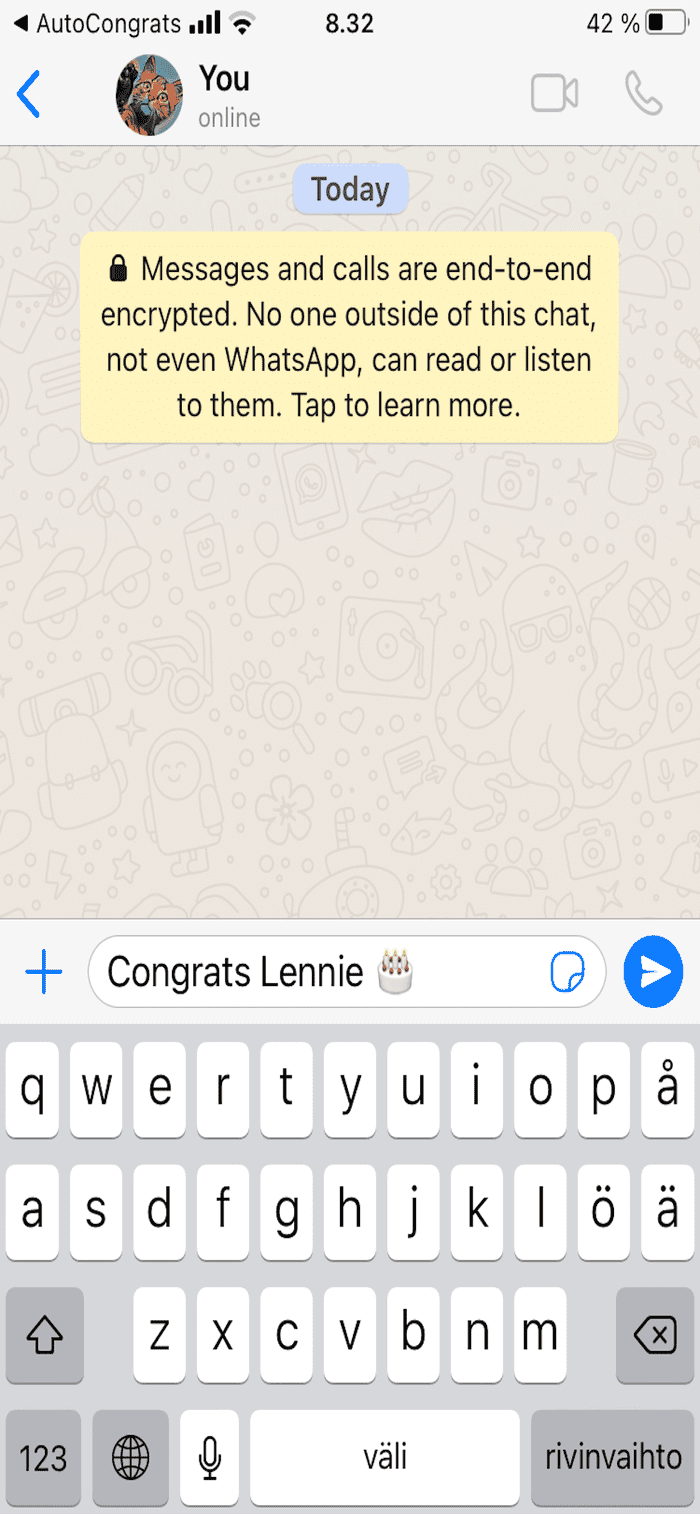 ◀ AutoCongrats 8.32 42 %
You
online
Today
Messages and calls are end-to-end
encrypted. No one outside of this chat,
not even WhatsApp, can read or listen
to them. Tap to learn more.
Congrats Lennie 🎂
q w e r t y u i o p å
a s d f g h j k l ö ä
z x c v b n m
123 väli rivinvaihto